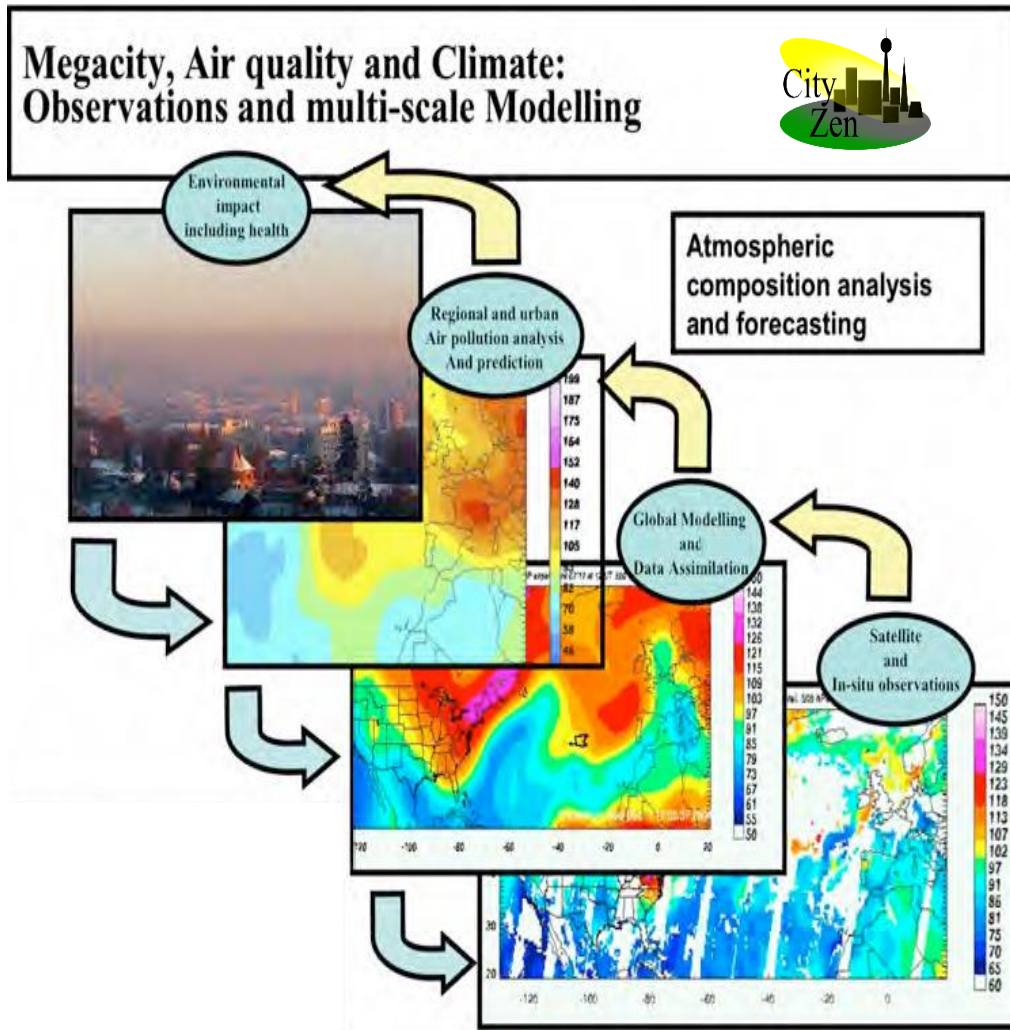 Megacity, Air quality and Climate:
Observations and multi-scale Modelling
City
Zen
Environmental
impact
including health
Atmospheric
composition analysis
and forecasting
Regional and urban
Air pollution analysis
And prediction
199
187
175
164
152
140
128
117
105
82
70
58
46
Global Modelling
and
Data Assimilation
144
138
132
126
121
115
109
103
97
91
85
79
73
67
61
55
50
-120 -100 -80 -60 -40 -20 0 20
Satellite
and
In-situ observations
150
145
139
134
129
123
118
113
107
102
97
91
86
81
75
70
65
60
30
20
-120 -100 -80 -60 -40 -20 0